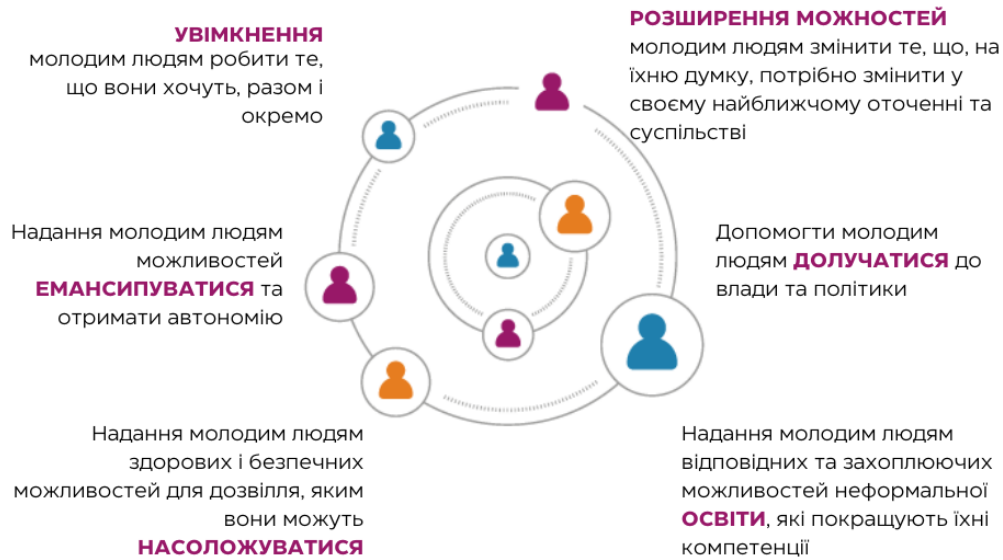 УВІМКНЕННЯ
молодим людям робити те,
що вони хочуть, разом і
окремо
РОЗШИРЕННЯ МОЖНОСТЕЙ
молодим людям змінити те, що, на
їхню думку, потрібно змінити у
своєму найближчому оточенні та
суспільстві
Надання молодим людям
можливостей
ЕМАНСИПУВАТИСЯ та
отримати автономію
Допомогти молодим
людям ДОЛУЧАТИСЯ до
влади та політики
Надання молодим людям
здорових і безпечних
можливостей для дозвілля, яким
вони можуть
НАСОЛОЖУВАТИСЯ
Надання молодим людям
відповідних та захоплюючих
можливостей неформальної
ОСВІТИ, які покращують їхні
компетенції